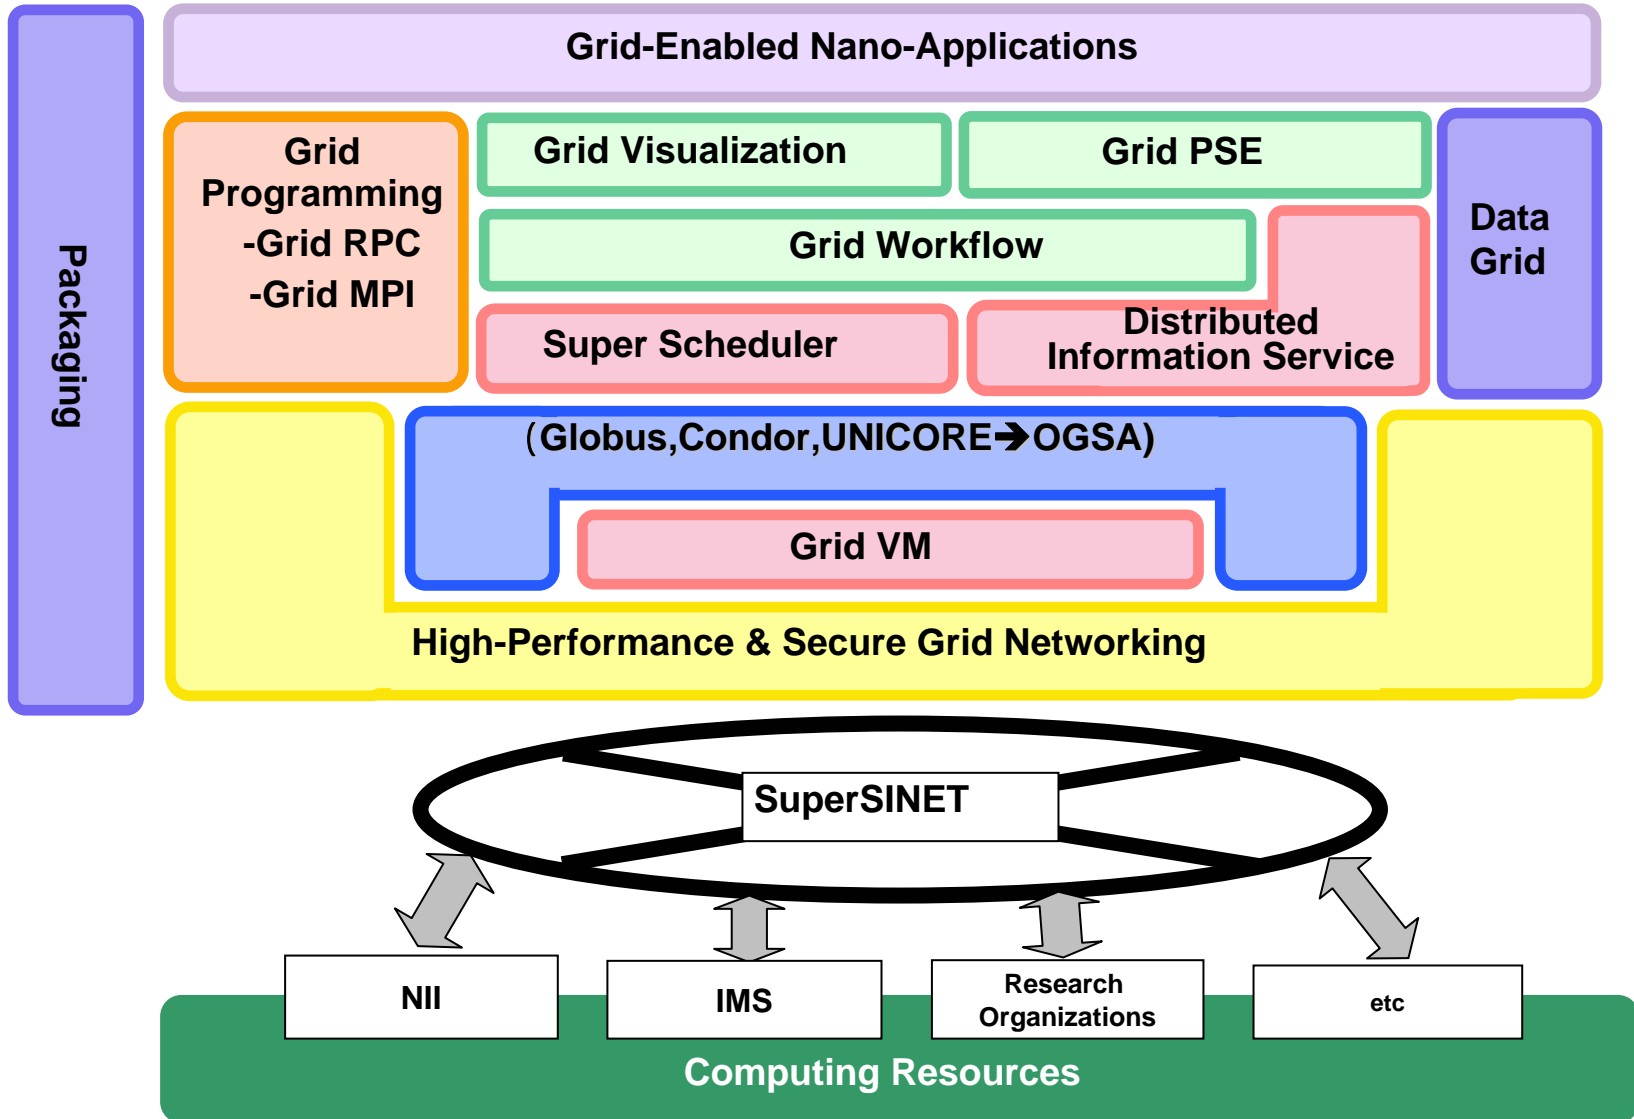 Grid-Enabled Nano-Applications
Packaging
Grid
Programming
-Grid RPC
-Grid MPI
Grid Visualization
Grid PSE
Data
Grid
Grid Workflow
Super Scheduler
Distributed
Information Service
(Globus,Condor,UNICORE➔OGSA)
Grid VM
High-Performance & Secure Grid Networking
SuperSINET
NII
IMS
Research
Organizations
etc
Computing Resources